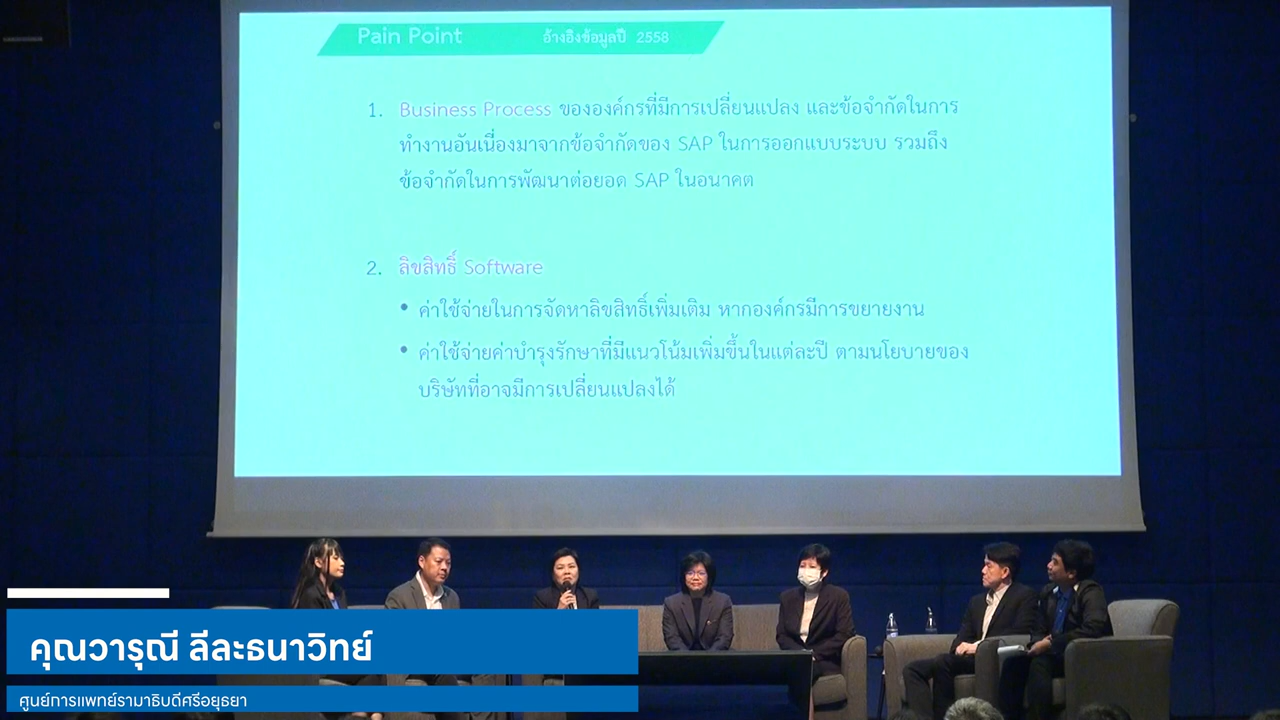 Pain Point อ้างอิงข้อมูลปี 2558
1. Business Process ขององค์กรที่มีการเปลี่ยนแปลง และข้อจำกัดในการ
ทำงานอันเนื่องมาจากข้อจำกัดของ SAP ในการออกแบบระบบ รวมถึง
ข้อจำกัดในการพัฒนาต่อยอด SAP ในอนาคต
2. ลิขสิทธิ์ Software
• ค่าใช้จ่ายในการจัดหาลิขสิทธิ์เพิ่มเติม หากองค์กรมีการขยายงาน
• ค่าใช้จ่ายค่าบำรุงรักษาที่มีแนวโน้มเพิ่มขึ้นในแต่ละปี ตามนโยบายของ
บริษัทที่อาจมีการเปลี่ยนแปลงได้
คุณวารุณี ลีละธนาวิทย์
ศูนย์การแพทย์รามาธิบดีศรีอยุธยา